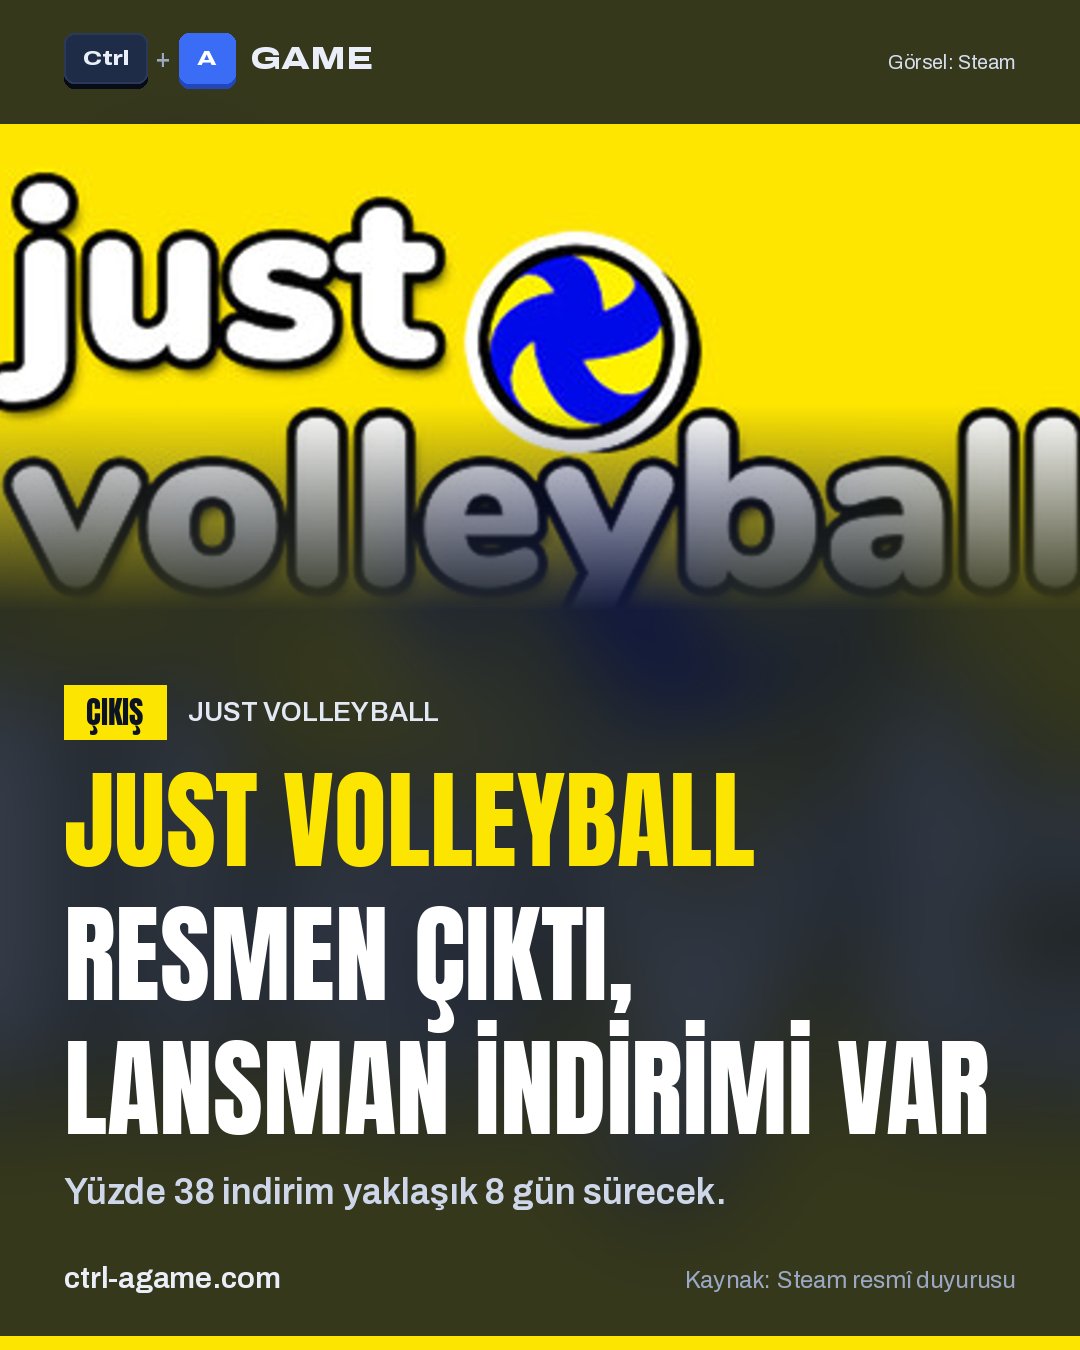 Ctrl + A GAME
Görsel: Steam
just
volleyball
ÇIKIŞ
JUST VOLLEYBALL
JUST VOLLEYBALL
RESMEN ÇIKTI,
LANSMAN İNDİRİMİ VAR
Yüzde 38 indirim yaklaşık 8 gün sürecek.
ctrl-agame.com
Kaynak: Steam resmî duyurusu